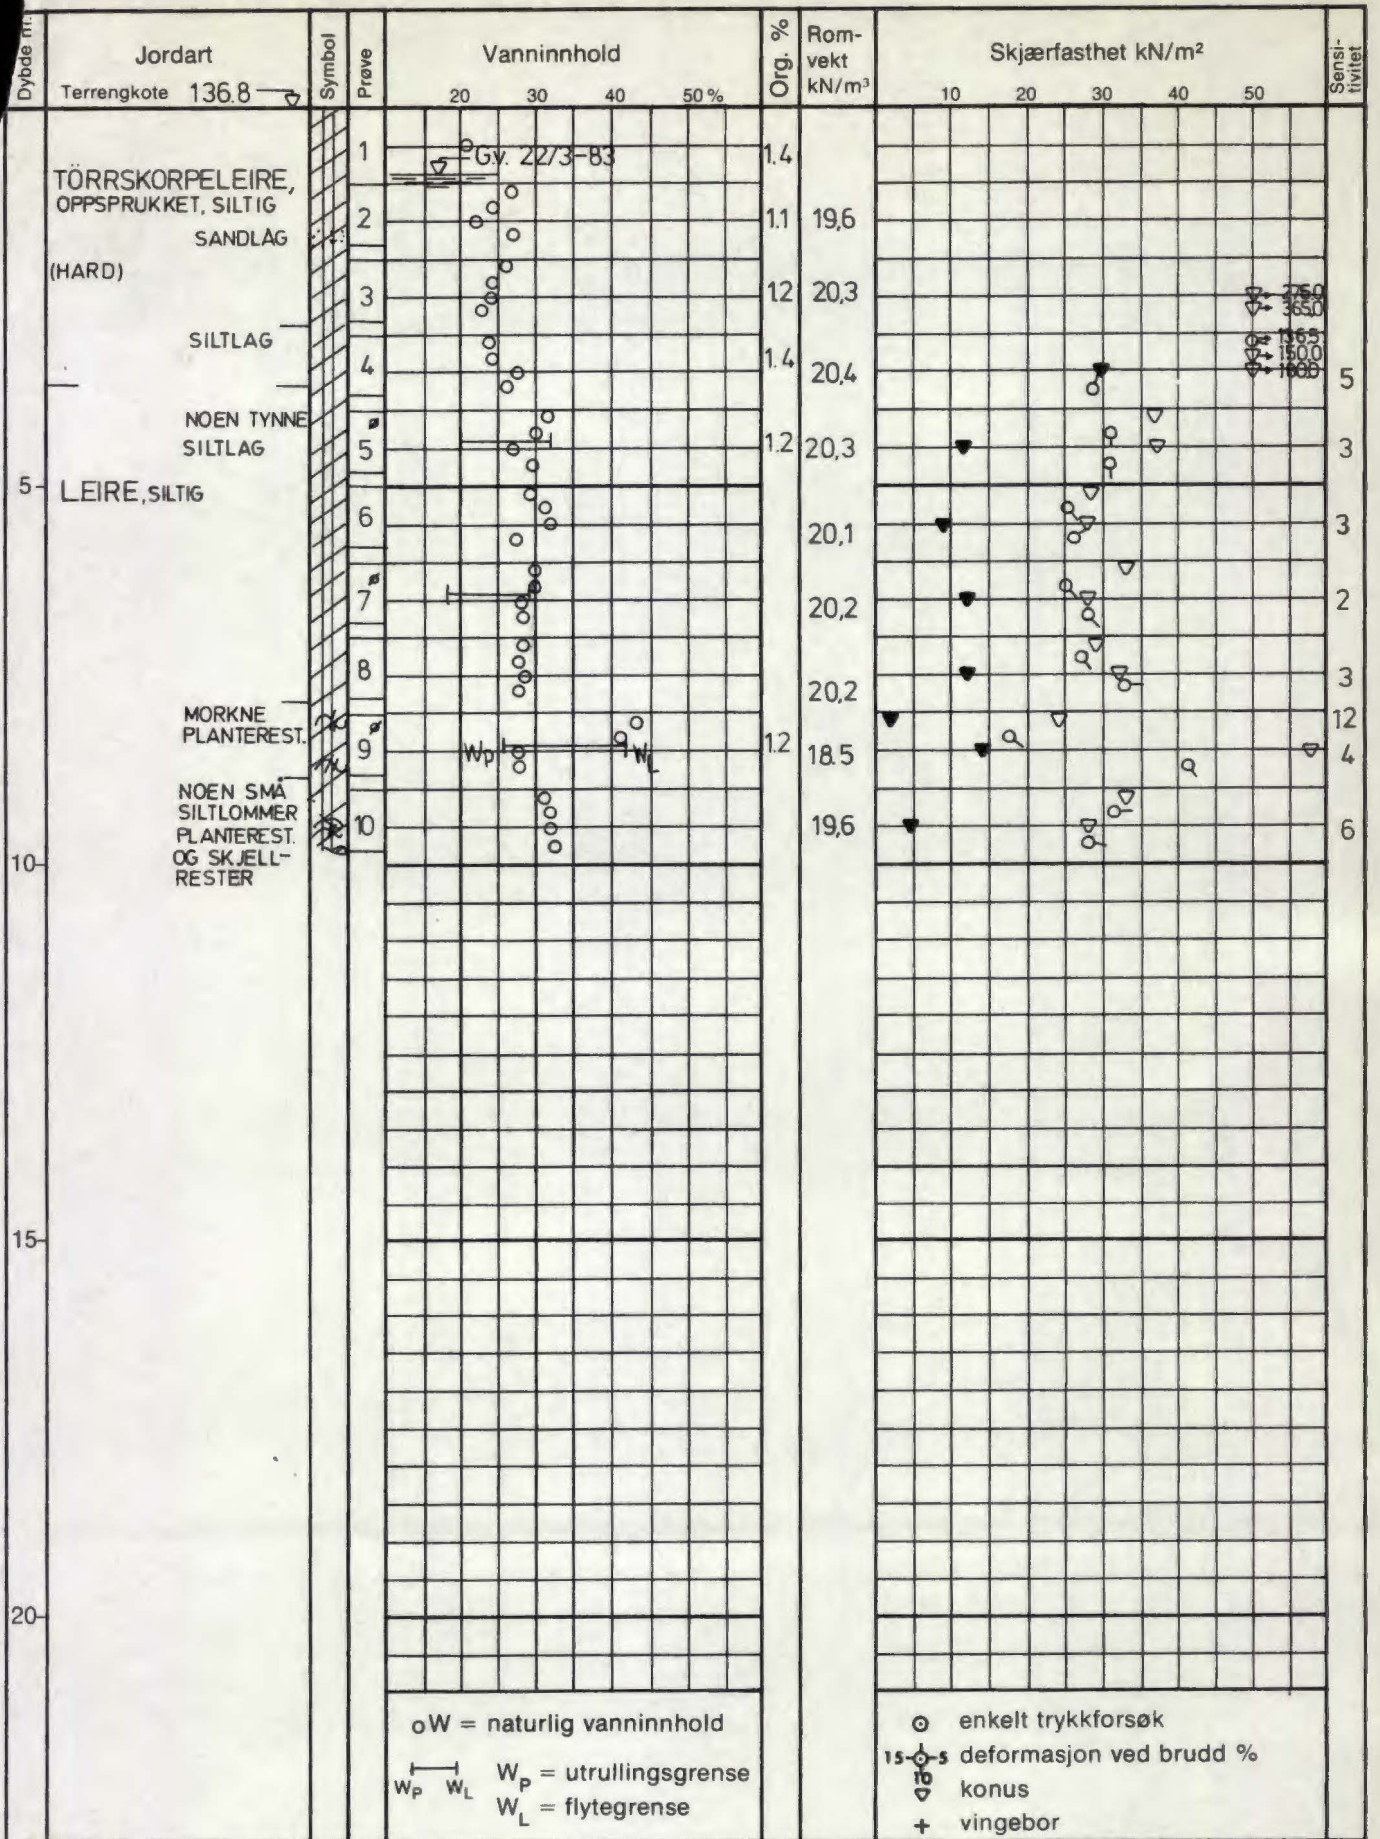 Dybde m.
Jordart
Terrengkote 136.8
Symbol
Prøve
Vanninnhold
20 30 40 50 %
Org. %
Rom-
vekt
kN/m³
Skjærfasthet kN/m²
10 20 30 40 50
Sensi-
tivitet
1 1.4
G.v. 22/3-83
TÖRRSKORPELEIRE,
OPPSPRUKKET, SILTIG
2 1.1 19,6
SANDLAG
(HARD)
3 1.2 20,3
365.0
SILTLAG
4 1.4 20,4
150.0
5
NOEN TYNNE
SILTLAG
5 1.2 20,3 3
5
LEIRE, SILTIG
6 20,1 3
7 20,2 2
8 20,2 3
MORKNE
PLANTEREST.
12
9 Wp WL 1.2 18.5 4
NOEN SMÅ
SILTLOMMER
PLANTEREST.
OG SKJELL-
RESTER
10 19,6 6
10
15
20
oW = naturlig vanninnhold
WP WL
WP = utrullingsgrense
WL = flytegrense
enkelt trykkforsøk
15 5 deformasjon ved brudd %
10
konus
+ vingebor